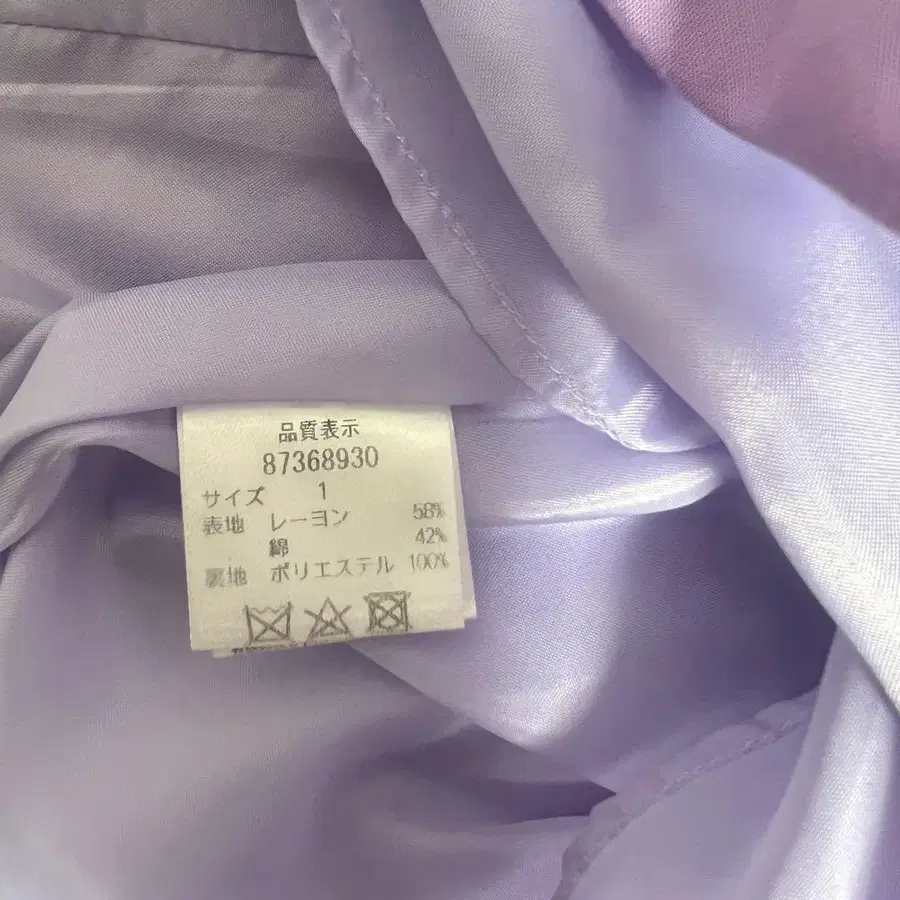 品質表示
87368930
サイズ 1
表地 レーヨン 58%
綿 42%
裏地 ポリエステル 100%